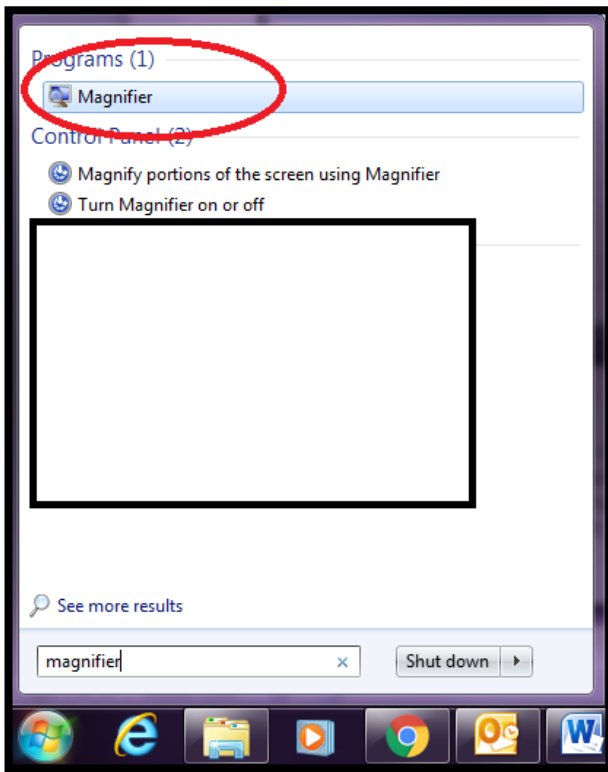 Programs (1)
Magnifier
Control Panel (2)
Magnify portions of the screen using Magnifier
Turn Magnifier on or off
See more results
magnifier
Shut down